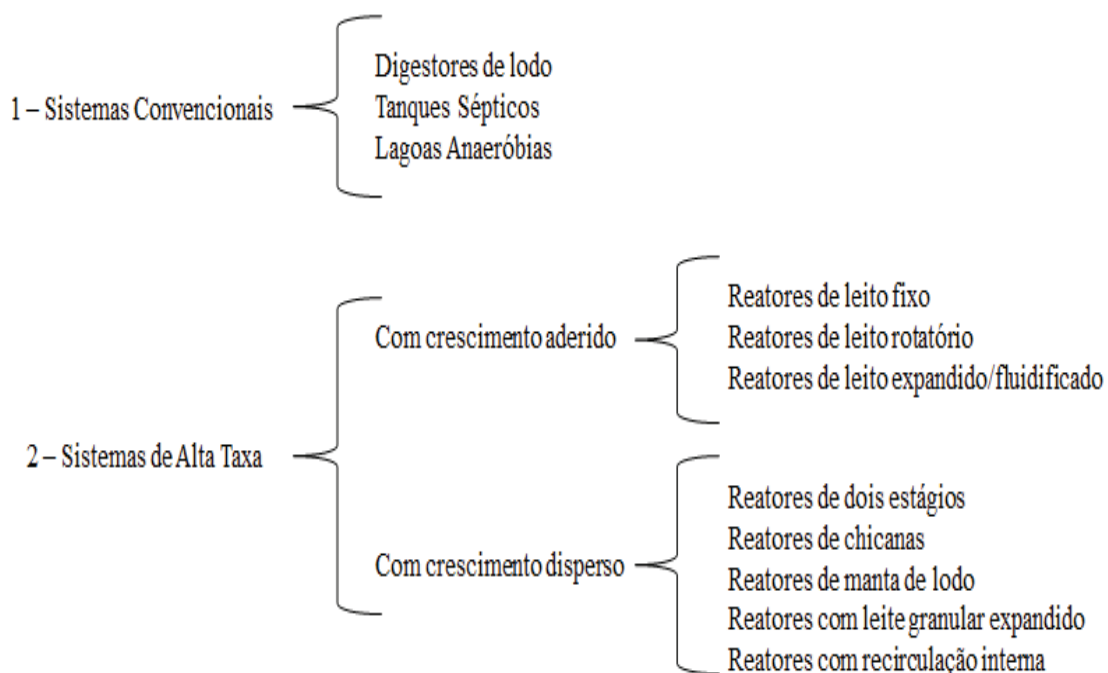 1 – Sistemas Convencionais
Digestores de lodo
Tanques Sépticos
Lagoas Anaeróbias
2 – Sistemas de Alta Taxa
Com crescimento aderido
Reatores de leito fixo
Reatores de leito rotatório
Reatores de leito expandido/fluidificado
Com crescimento disperso
Reatores de dois estágios
Reatores de chicanas
Reatores de manta de lodo
Reatores com leite granular expandido
Reatores com recirculação interna